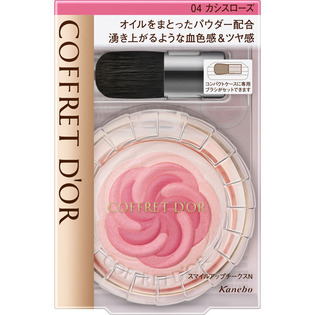 04 カシスローズ
オイルをまとったパウダー配合
湧き上がるような血色感&ツヤ感
コンパクトケースに専用
ブラシがセットできます
COFFRET D'OR
COFFRET D'OR
スマイルアップチークスN
Kanebo